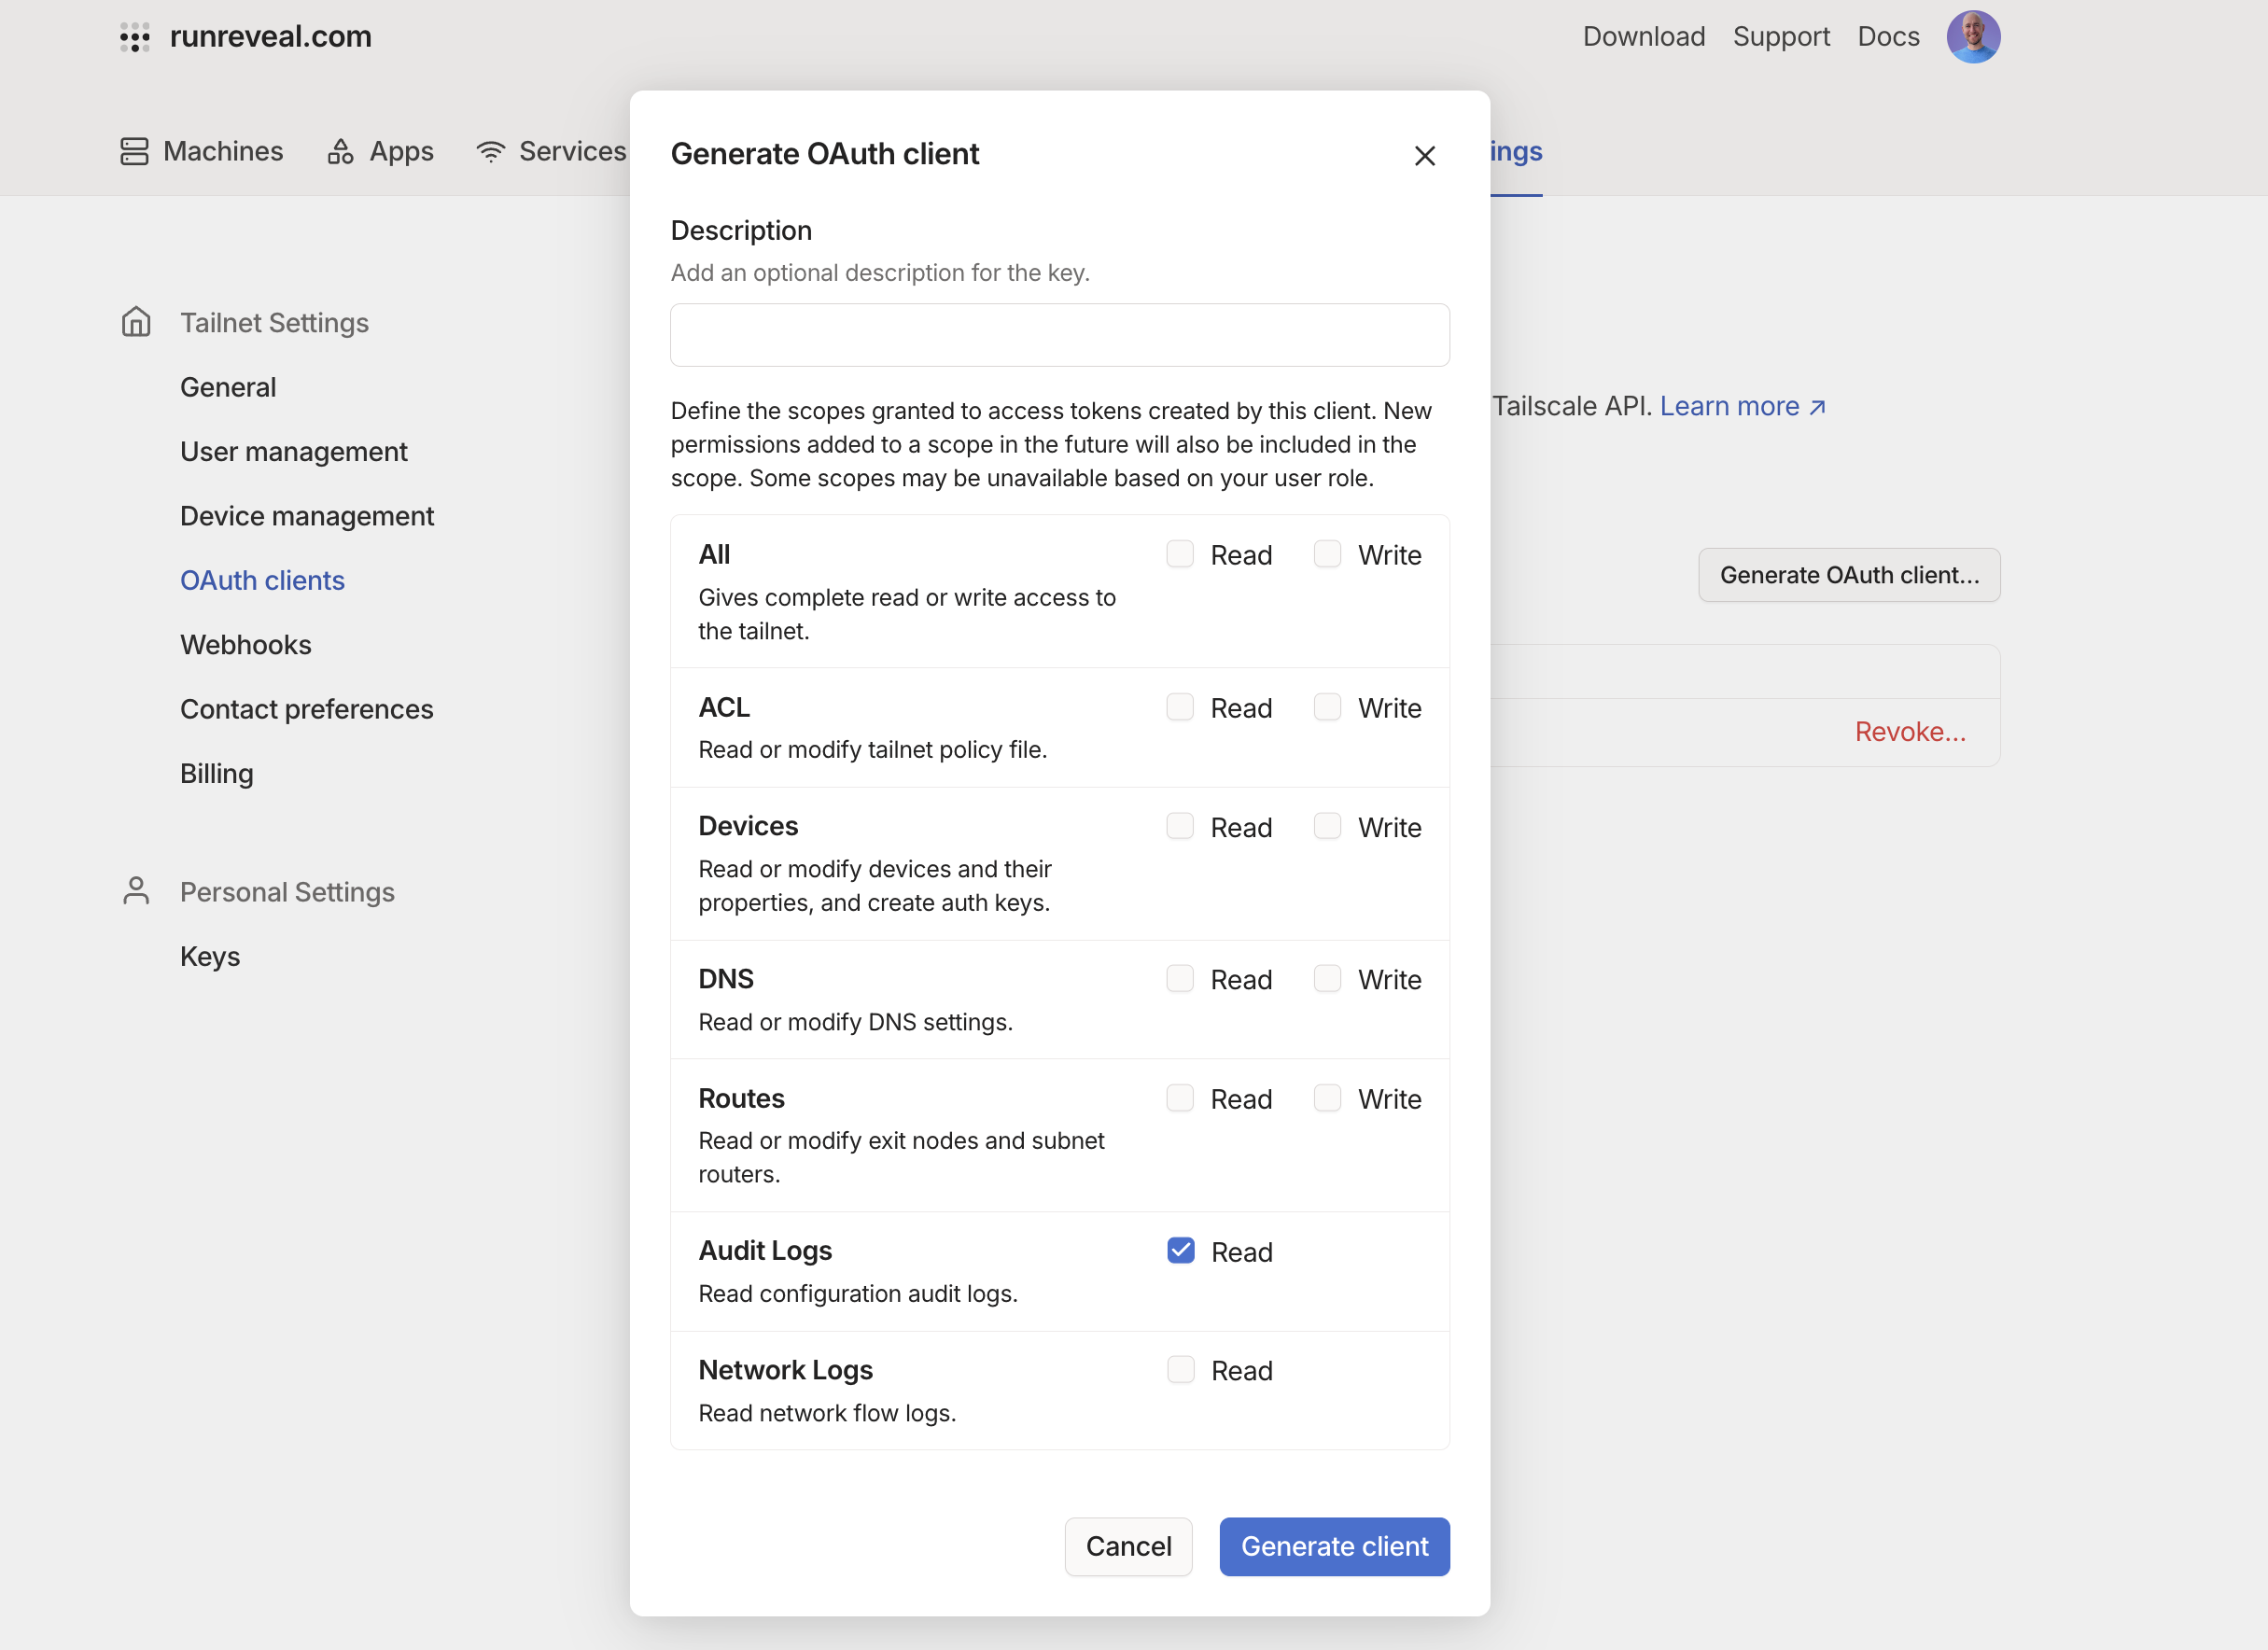 runreveal.com
Download Support Docs
Machines Apps Services
ings
Generate OAuth client
Description
Add an optional description for the key.
Define the scopes granted to access tokens created by this client. New
permissions added to a scope in the future will also be included in the
scope. Some scopes may be unavailable based on your user role.
All Read Write
Gives complete read or write access to
the tailnet.
ACL Read Write
Read or modify tailnet policy file.
Devices Read Write
Read or modify devices and their
properties, and create auth keys.
DNS Read Write
Read or modify DNS settings.
Routes Read Write
Read or modify exit nodes and subnet
routers.
Audit Logs Read
Read configuration audit logs.
Network Logs Read
Read network flow logs.
Cancel Generate client
Tailnet Settings
General
User management
Device management
OAuth clients
Webhooks
Contact preferences
Billing
Personal Settings
Keys
Tailscale API. Learn more ↗
Generate OAuth client...
Revoke...